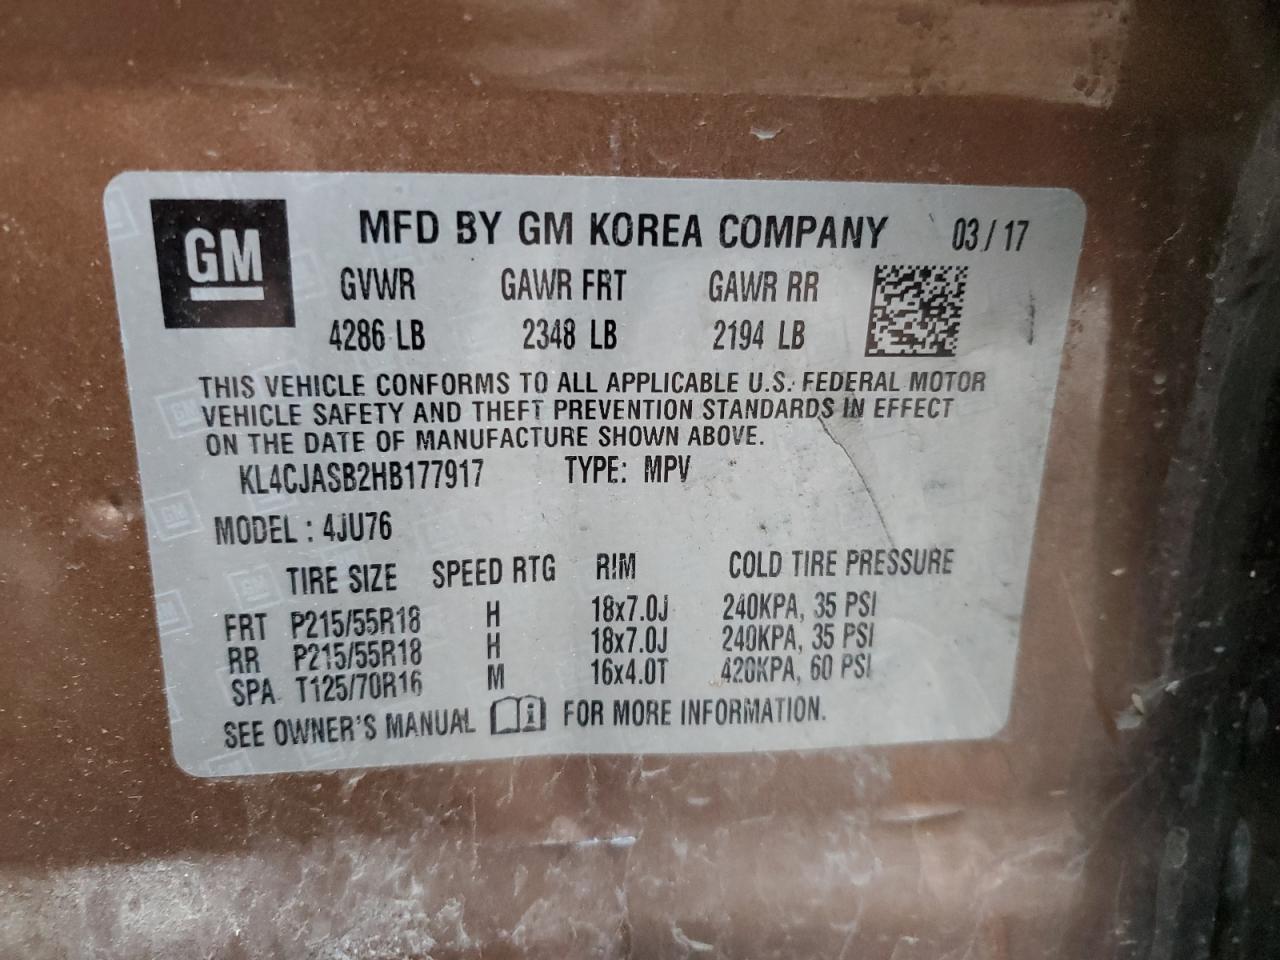 GM MFD BY GM KOREA COMPANY 03/17
GVWR GAWR FRT GAWR RR
4286 LB 2348 LB 2194 LB
THIS VEHICLE CONFORMS TO ALL APPLICABLE U.S. FEDERAL MOTOR
VEHICLE SAFETY AND THEFT PREVENTION STANDARDS IN EFFECT
ON THE DATE OF MANUFACTURE SHOWN ABOVE.
KL4CJASB2HB177917 TYPE: MPV
MODEL : 4JU76
TIRE SIZE SPEED RTG RIM COLD TIRE PRESSURE
FRT P215/55R18 H 18x7.0J 240KPA, 35 PSI
RR P215/55R18 H 18x7.0J 240KPA, 35 PSI
SPA T125/70R16 M 16x4.0T 420KPA, 60 PSI
SEE OWNER'S MANUAL i FOR MORE INFORMATION.